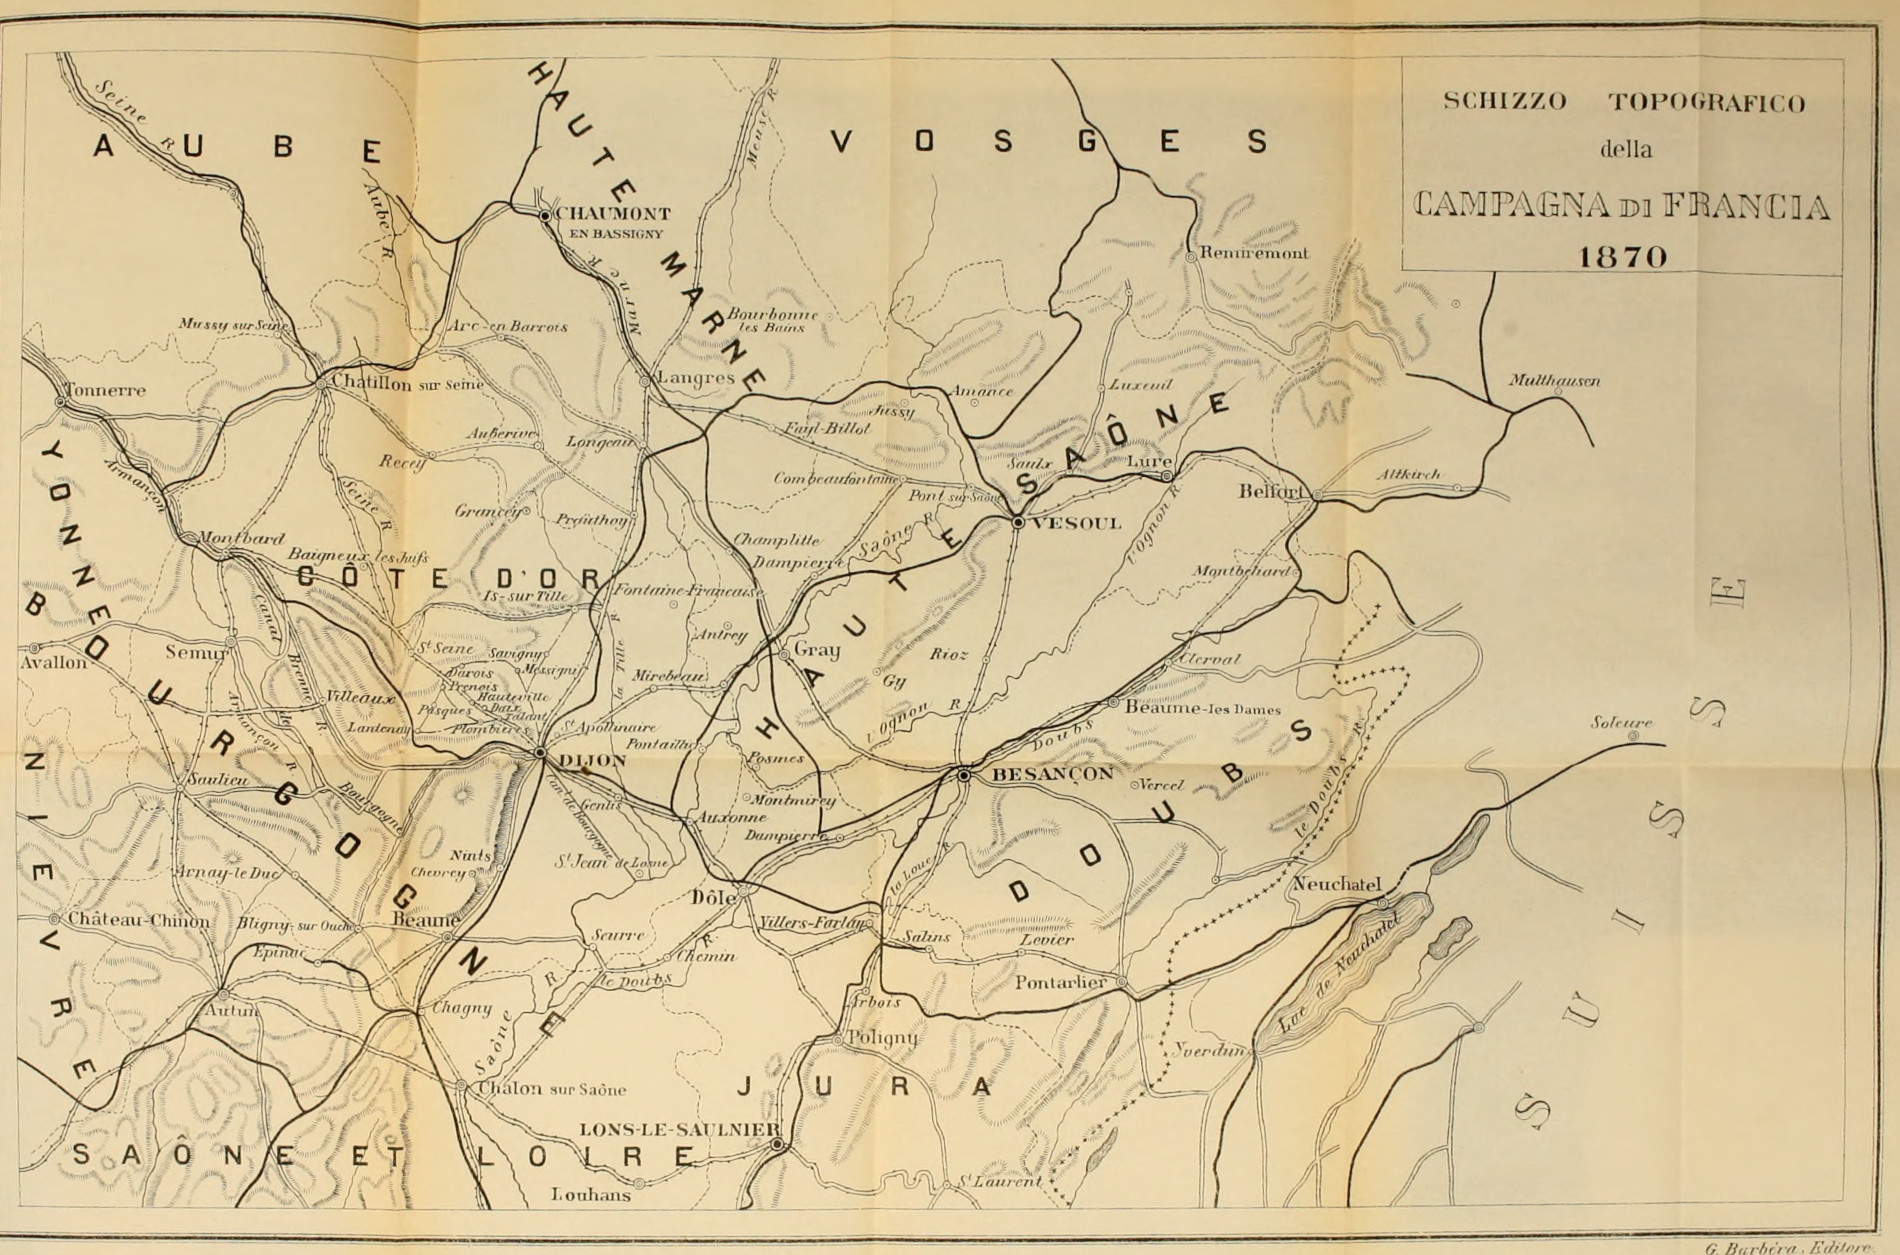 SCHIZZO TOPOGRAFICO
della
CAMPAGNA DI FRANCIA
1870
AUBE
HAUTE MARNE
VOSGES
Seine R
Aube R.
Meuse R
CHAUMONT
EN BASSIGNY
Marne R
Remiremont
Mussy sur Seine
Arc-en Barrois
Bourbonne
les Bains
Tonnerre
Chatillon sur Seine
Langres
Amance
Jussy
Luxeuil
Multhausen
Fayl-Billot
Auberive
Longeau
Recey
Armançon
Saulx
Lure
Belfort
Altkirch
Combeaufontaine
Pont sur Saône
HAUTE SAÔNE
Seine R
Grancey
Prauthoy
VESOUL
Saône R
l'Ognon R.
YONNE
Montbard
Baigneux les Juifs
Champlitte
Dampierre
Montbéliard
CÔTE D'OR
Is-sur Tille
Fontaine-Francaise
la Tille R
Canal de Bourgogne
Brenne R
Avallon
Semur
St Seine
Savigny
Messigni
Darois
Prenois
Hauteville
Daix
Talant
Pasques
Plombières
Autrey
Gray
Rioz
Clerval
Mirebeau
Gy
Villeaux
Lantenay
St Apollinaire
Armançon R
l'Ognon R
Beaume-les Dames
Doubs
SUISSE
Soleure
Pontailler
DIJON
Pesmes
BESANÇON
Vercel
le Doubs R
Saulieu
Montmirey
Genlis
Can. de Bourgogne
Auxonne
Dampierre
BOURGOGNE
DOUBS
St Jean de Losne
Nuits
Chevrey
Arnay-le Duc
la Loue R
Dôle
Neuchatel
NIEVRE
Château-Chinon
Bligny-sur Ouche
Beaune
Villers-Farlay
Seurre
Salins
Levier
Epinac
Chemin
le Doubs R
Pontarlier
Lac de Neuchatel
Autun
Chagny
Arbois
Saône R
Poligny
Yverdun
Chalon sur Saône
JURA
LONS-LE-SAULNIER
SAÔNE ET LOIRE
Louhans
St Laurent
G. Barbèra, Editore.